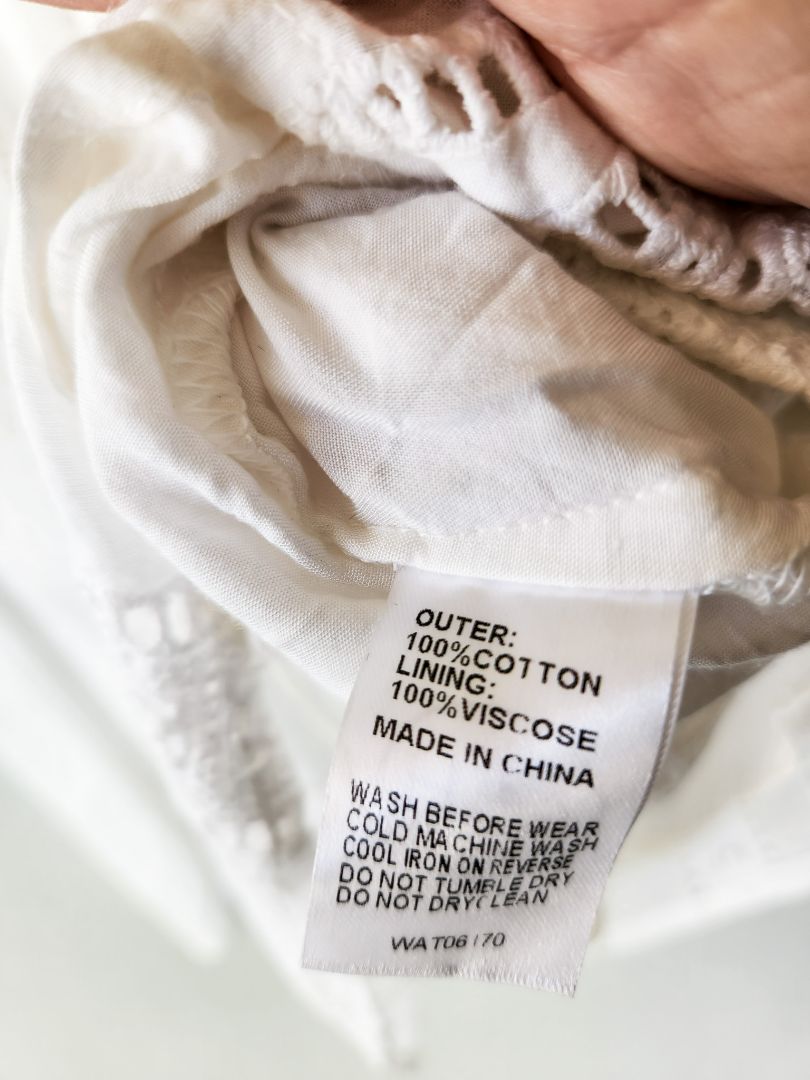 OUTER:
100%COTTON
LINING:
100%VISCOSE
MADE IN CHINA
WASH BEFORE WEAR
COLD MACHINE WASH
COOL IRON ON REVERSE
DO NOT TUMBLE DRY
DO NOT DRYCLEAN
WAT06170